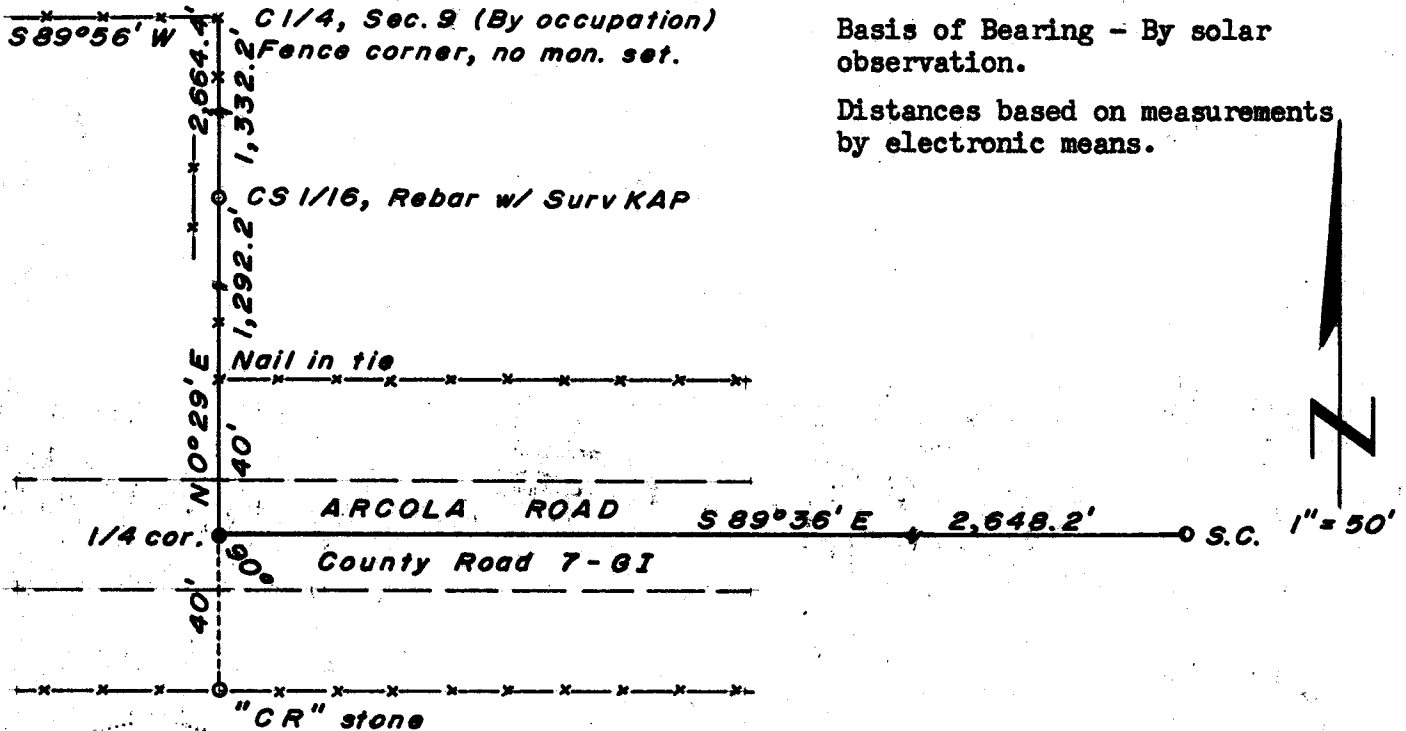 S 89°56' W
C 1/4, Sec. 9 (By occupation)
Fence corner, no mon. set.
Basis of Bearing - By solar
observation.
Distances based on measurements
by electronic means.
2,664.4'
1,332.2'
CS 1/16, Rebar w/ Surv KAP
1,292.2'
Nail in tie
N 0°29' E
40'
ARCOLA ROAD
S 89°36' E
2,648.2'
S.C.
1"=50'
N
1/4 cor.
90°
County Road 7-GI
40'
"CR" stone